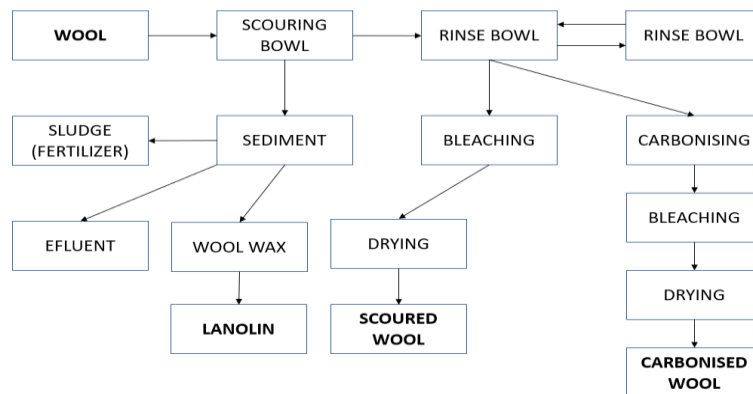 WOOL
SCOURING
BOWL
RINSE BOWL
RINSE BOWL
SLUDGE
(FERTILIZER)
SEDIMENT
BLEACHING
CARBONISING
EFLUENT
WOOL WAX
DRYING
BLEACHING
LANOLIN
SCOURED
WOOL
DRYING
CARBONISED
WOOL